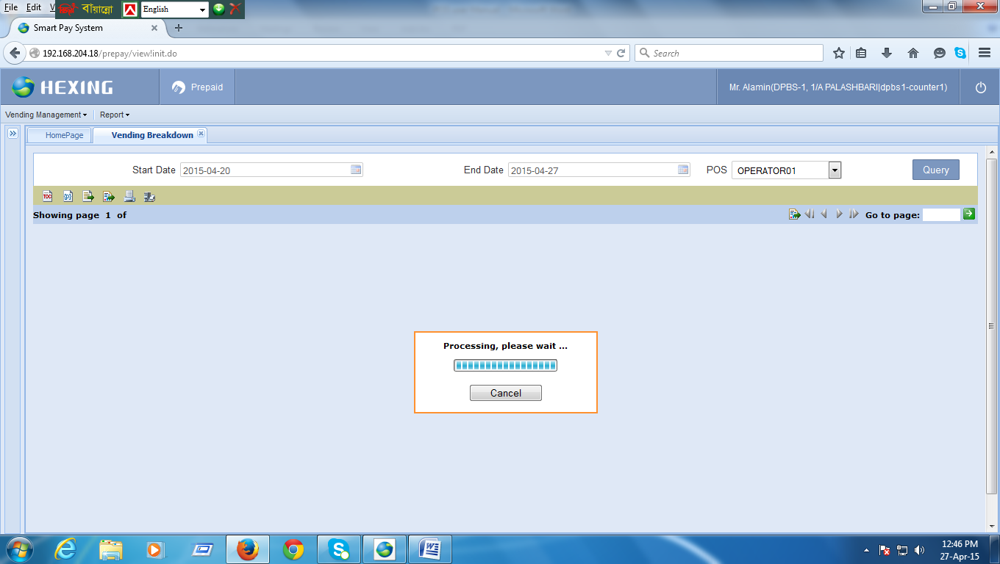 File Edit V
বায়ান্নো English
Smart Pay System
192.168.204.18/prepay/view!init.do
Search
HEXING Prepaid Mr. Alamin(DPBS-1, 1/A PALASHBARI|dpbs1-counter1)
Vending Management Report
HomePage Vending Breakdown
Start Date 2015-04-20 End Date 2015-04-27 POS OPERATOR01 Query
TOC
Showing page 1 of Go to page:
Processing, please wait ...
Cancel
12:46 PM
27-Apr-15